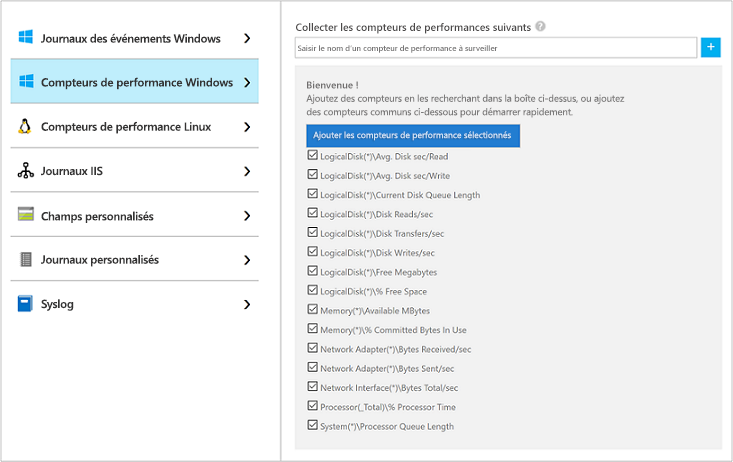 Journaux des événements Windows
Compteurs de performance Windows
Compteurs de performance Linux
Journaux IIS
Champs personnalisés
Journaux personnalisés
Syslog
Collecter les compteurs de performances suivants ?
Saisir le nom d'un compteur de performance à surveiller
+
Bienvenue !
Ajoutez des compteurs en les recherchant dans la boîte ci-dessus, ou ajoutez
des compteurs communs ci-dessous pour démarrer rapidement.
Ajouter les compteurs de performance sélectionnés
LogicalDisk(*)\Avg. Disk sec/Read
LogicalDisk(*)\Avg. Disk sec/Write
LogicalDisk(*)\Current Disk Queue Length
LogicalDisk(*)\Disk Reads/sec
LogicalDisk(*)\Disk Transfers/sec
LogicalDisk(*)\Disk Writes/sec
LogicalDisk(*)\Free Megabytes
LogicalDisk(*)\% Free Space
Memory(*)\Available MBytes
Memory(*)\% Committed Bytes In Use
Network Adapter(*)\Bytes Received/sec
Network Adapter(*)\Bytes Sent/sec
Network Interface(*)\Bytes Total/sec
Processor(_Total)\% Processor Time
System(*)\Processor Queue Length